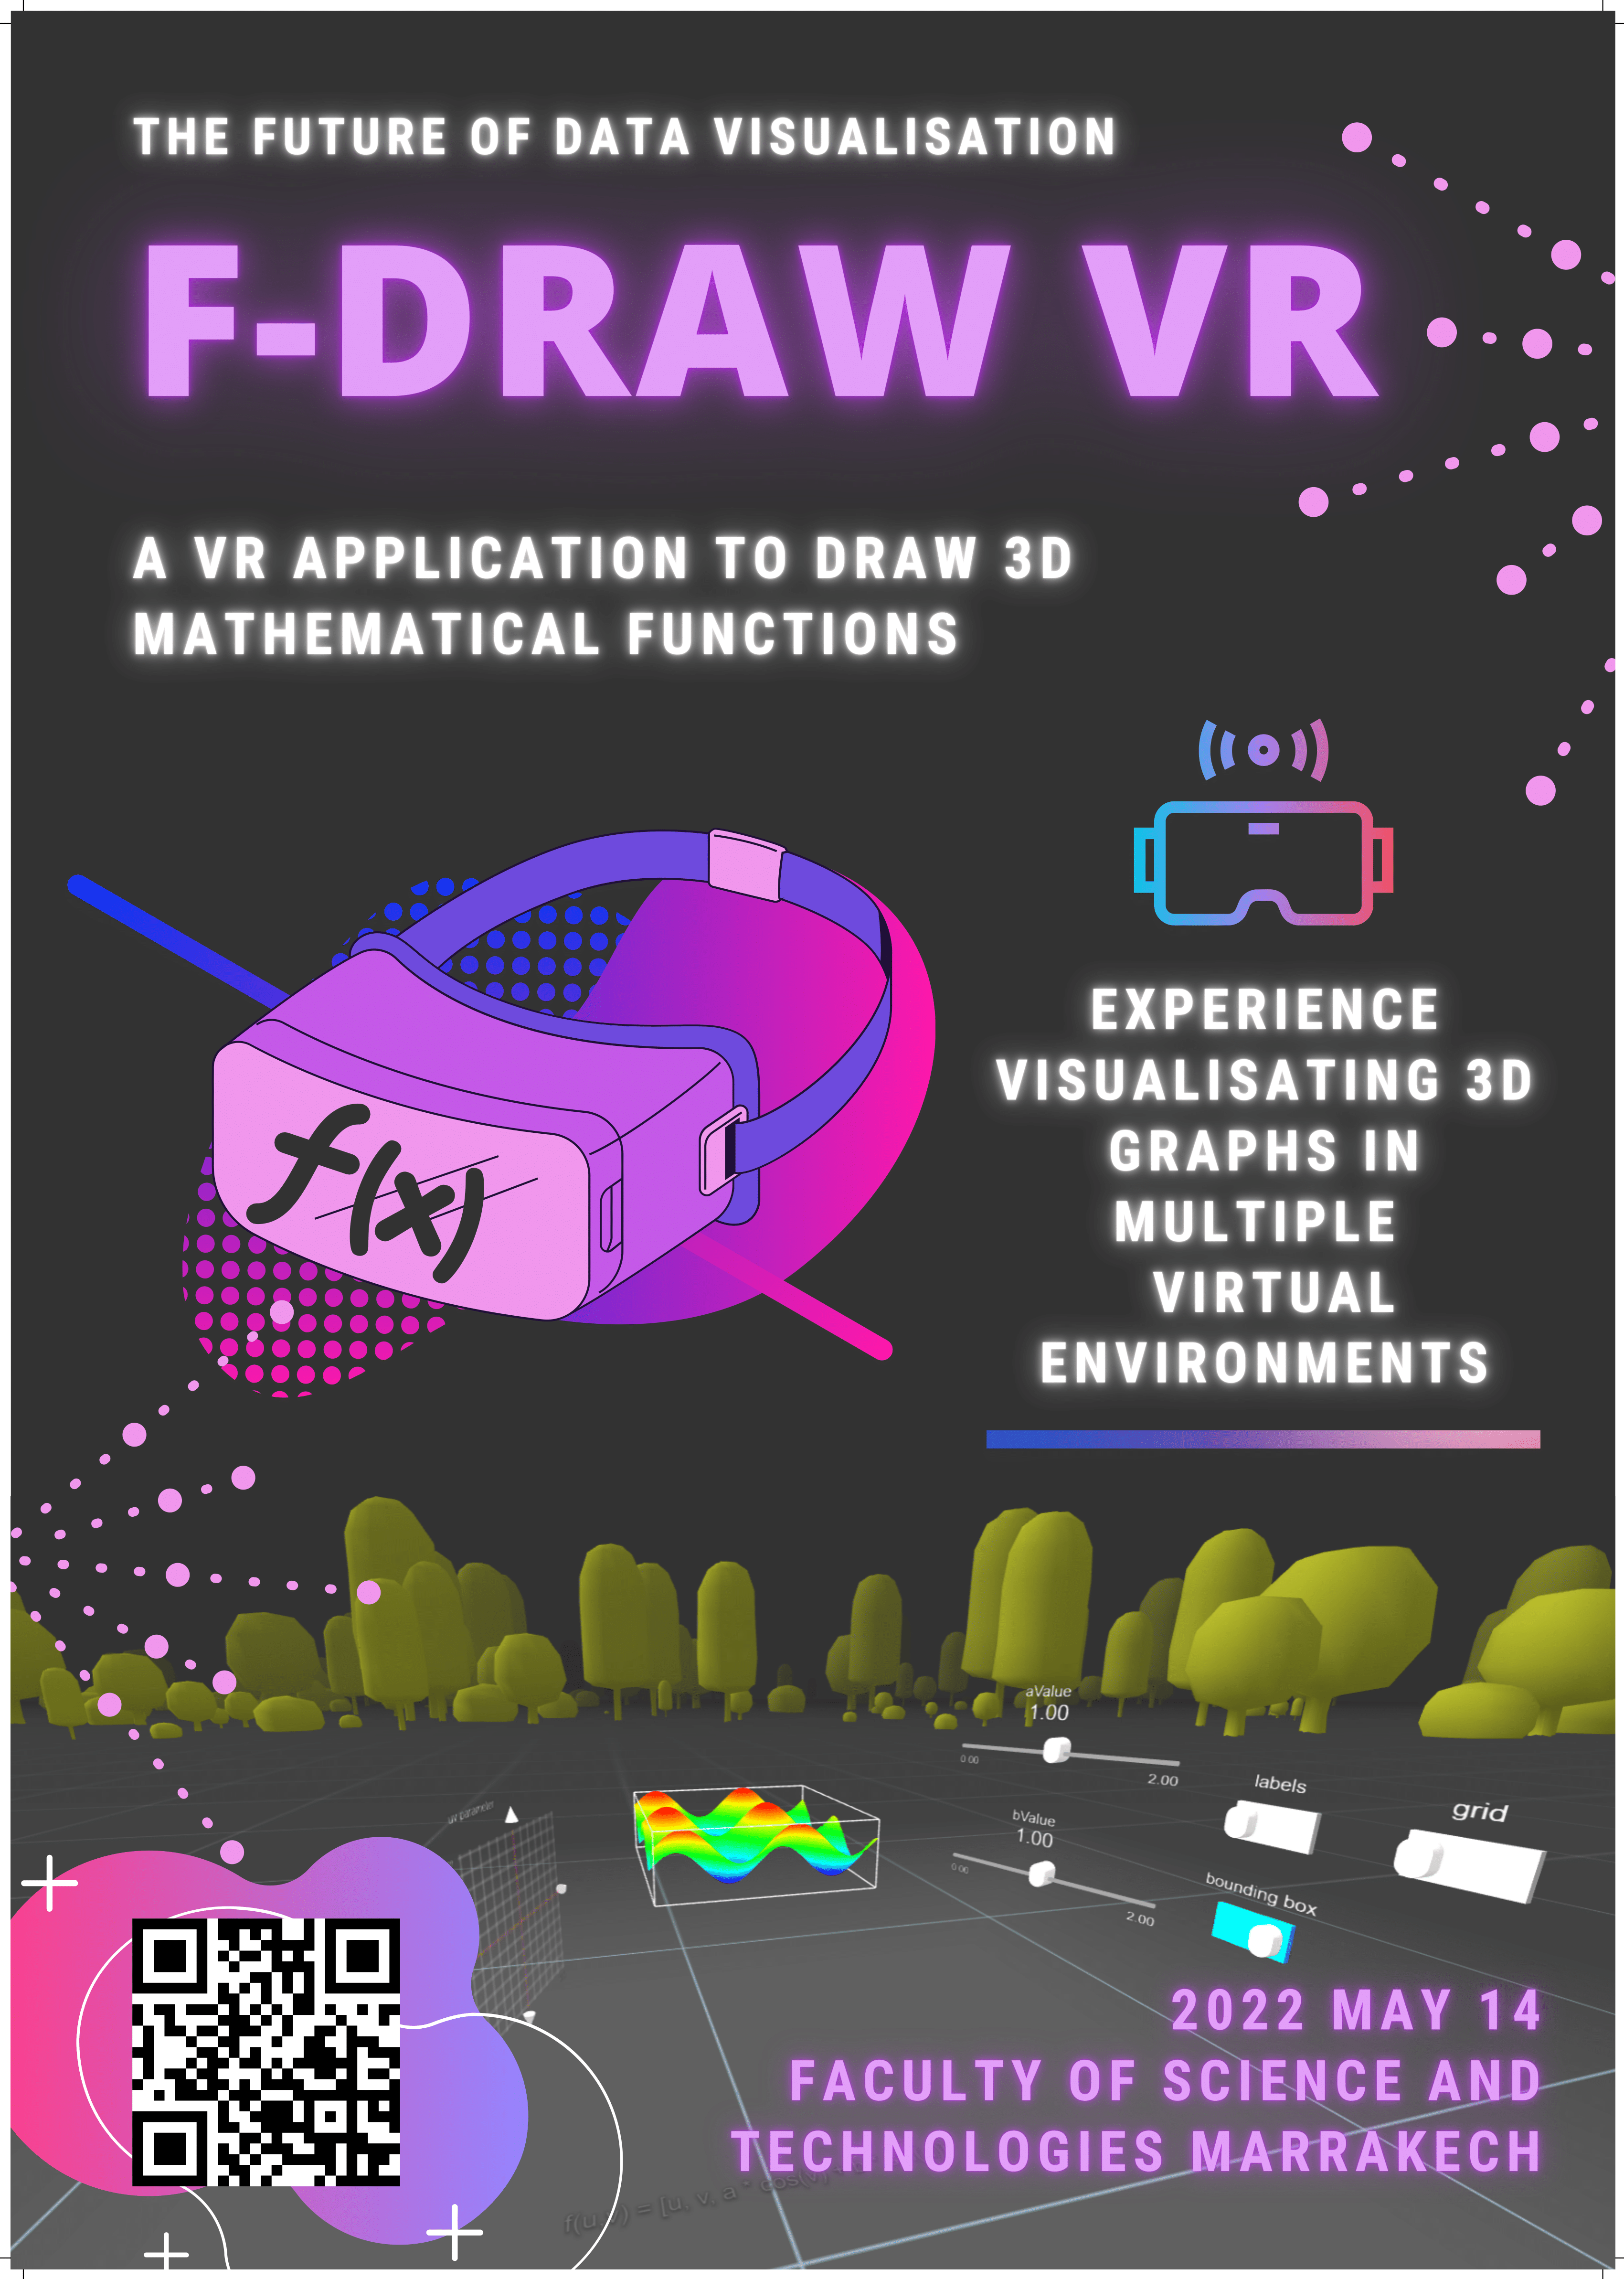 THE FUTURE OF DATA VISUALISATION
F-DRAW VR
A VR APPLICATION TO DRAW 3D
MATHEMATICAL FUNCTIONS
f(x)
EXPERIENCE
VISUALISATING 3D
GRAPHS IN
MULTIPLE
VIRTUAL
ENVIRONMENTS
aValue
1.00
0.00
2.00
labels
grid
bValue
1.00
0.00
2.00
bounding box
2022 MAY 14
FACULTY OF SCIENCE AND
TECHNOLOGIES MARRAKECH
f(u,v) = [u, v, a * cos(v)